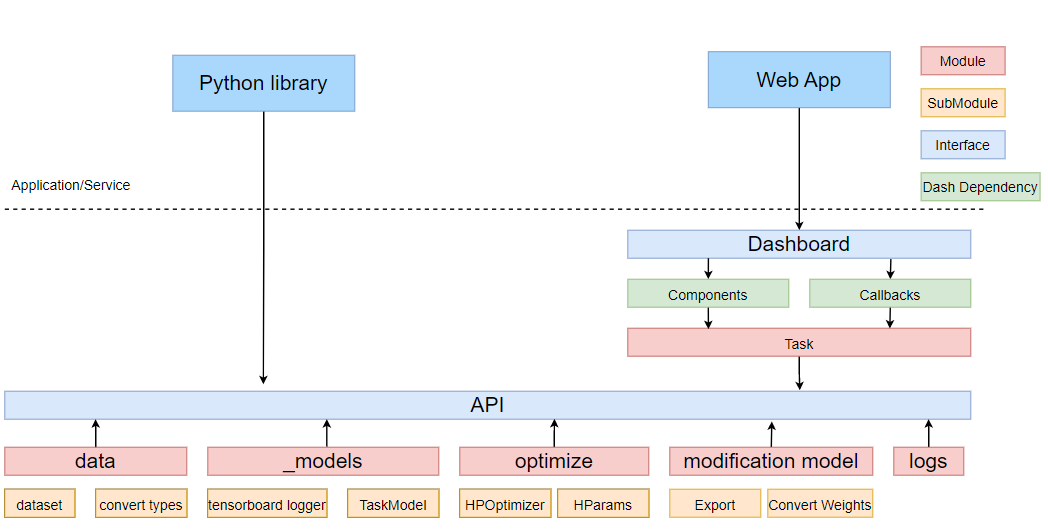 Python library
Web App
Module
SubModule
Interface
Dash Dependency
Application/Service
Dashboard
Components
Callbacks
Task
API
data
_models
optimize
modification model
logs
dataset
convert types
tensorboard logger
TaskModel
HPOptimizer
HParams
Export
Convert Weights